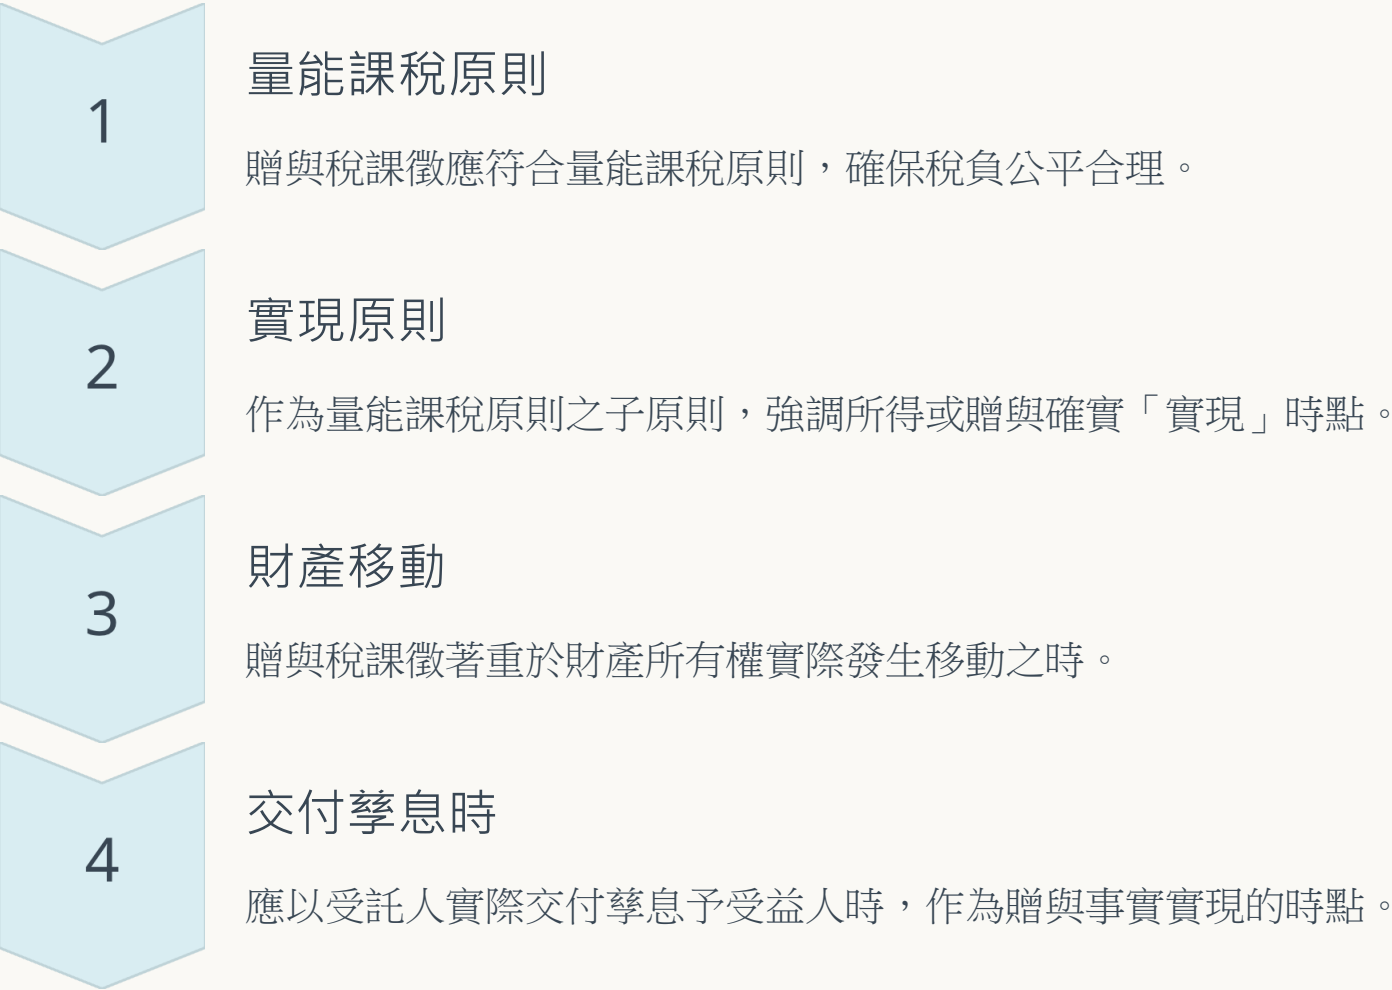 1
量能課稅原則
贈與稅課徵應符合量能課稅原則，確保稅負公平合理。
2
實現原則
作為量能課稅原則之子原則，強調所得或贈與確實「實現」時點。
3
財產移動
贈與稅課徵著重於財產所有權實際發生移動之時。
4
交付孳息時
應以受託人實際交付孳息予受益人時，作為贈與事實實現的時點。